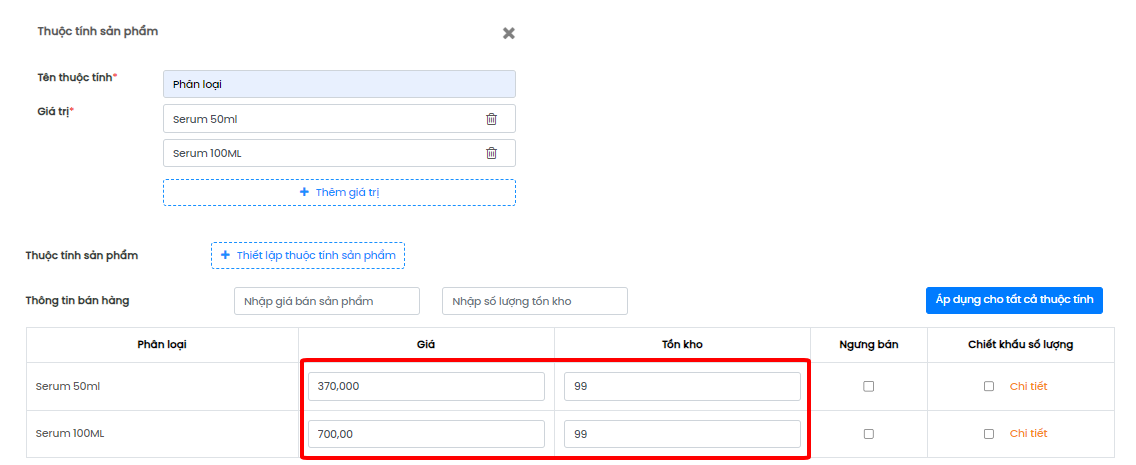 Thuộc tính sản phẩm
Tên thuộc tính*
Phân loại
Giá trị*
Serum 50ml
Serum 100ML
+ Thêm giá trị
Thuộc tính sản phẩm
+ Thiết lập thuộc tính sản phẩm
Thông tin bán hàng
Nhập giá bán sản phẩm
Nhập số lượng tồn kho
Áp dụng cho tất cả thuộc tính
Phân loại Giá Tồn kho Ngưng bán Chiết khấu số lượng
Serum 50ml 370,000 99 Chi tiết
Serum 100ML 700,00 99 Chi tiết